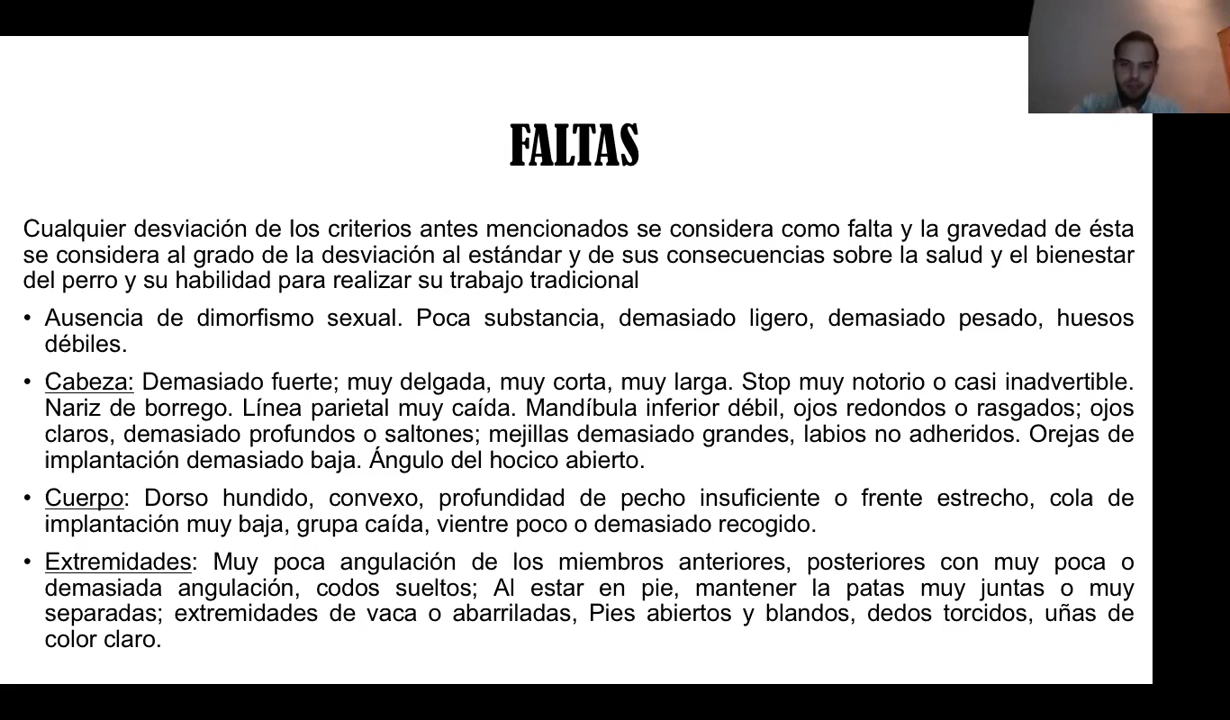 FALTAS
Cualquier desviación de los criterios antes mencionados se considera como falta y la gravedad de ésta
se considera al grado de la desviación al estándar y de sus consecuencias sobre la salud y el bienestar
del perro y su habilidad para realizar su trabajo tradicional
• Ausencia de dimorfismo sexual. Poca substancia, demasiado ligero, demasiado pesado, huesos
débiles.
• Cabeza: Demasiado fuerte; muy delgada, muy corta, muy larga. Stop muy notorio o casi inadvertible.
Nariz de borrego. Línea parietal muy caída. Mandíbula inferior débil, ojos redondos o rasgados; ojos
claros, demasiado profundos o saltones; mejillas demasiado grandes, labios no adheridos. Orejas de
implantación demasiado baja. Ángulo del hocico abierto.
• Cuerpo: Dorso hundido, convexo, profundidad de pecho insuficiente o frente estrecho, cola de
implantación muy baja, grupa caída, vientre poco o demasiado recogido.
• Extremidades: Muy poca angulación de los miembros anteriores, posteriores con muy poca o
demasiada angulación, codos sueltos; Al estar en pie, mantener la patas muy juntas o muy
separadas; extremidades de vaca o abarriladas, Pies abiertos y blandos, dedos torcidos, uñas de
color claro.